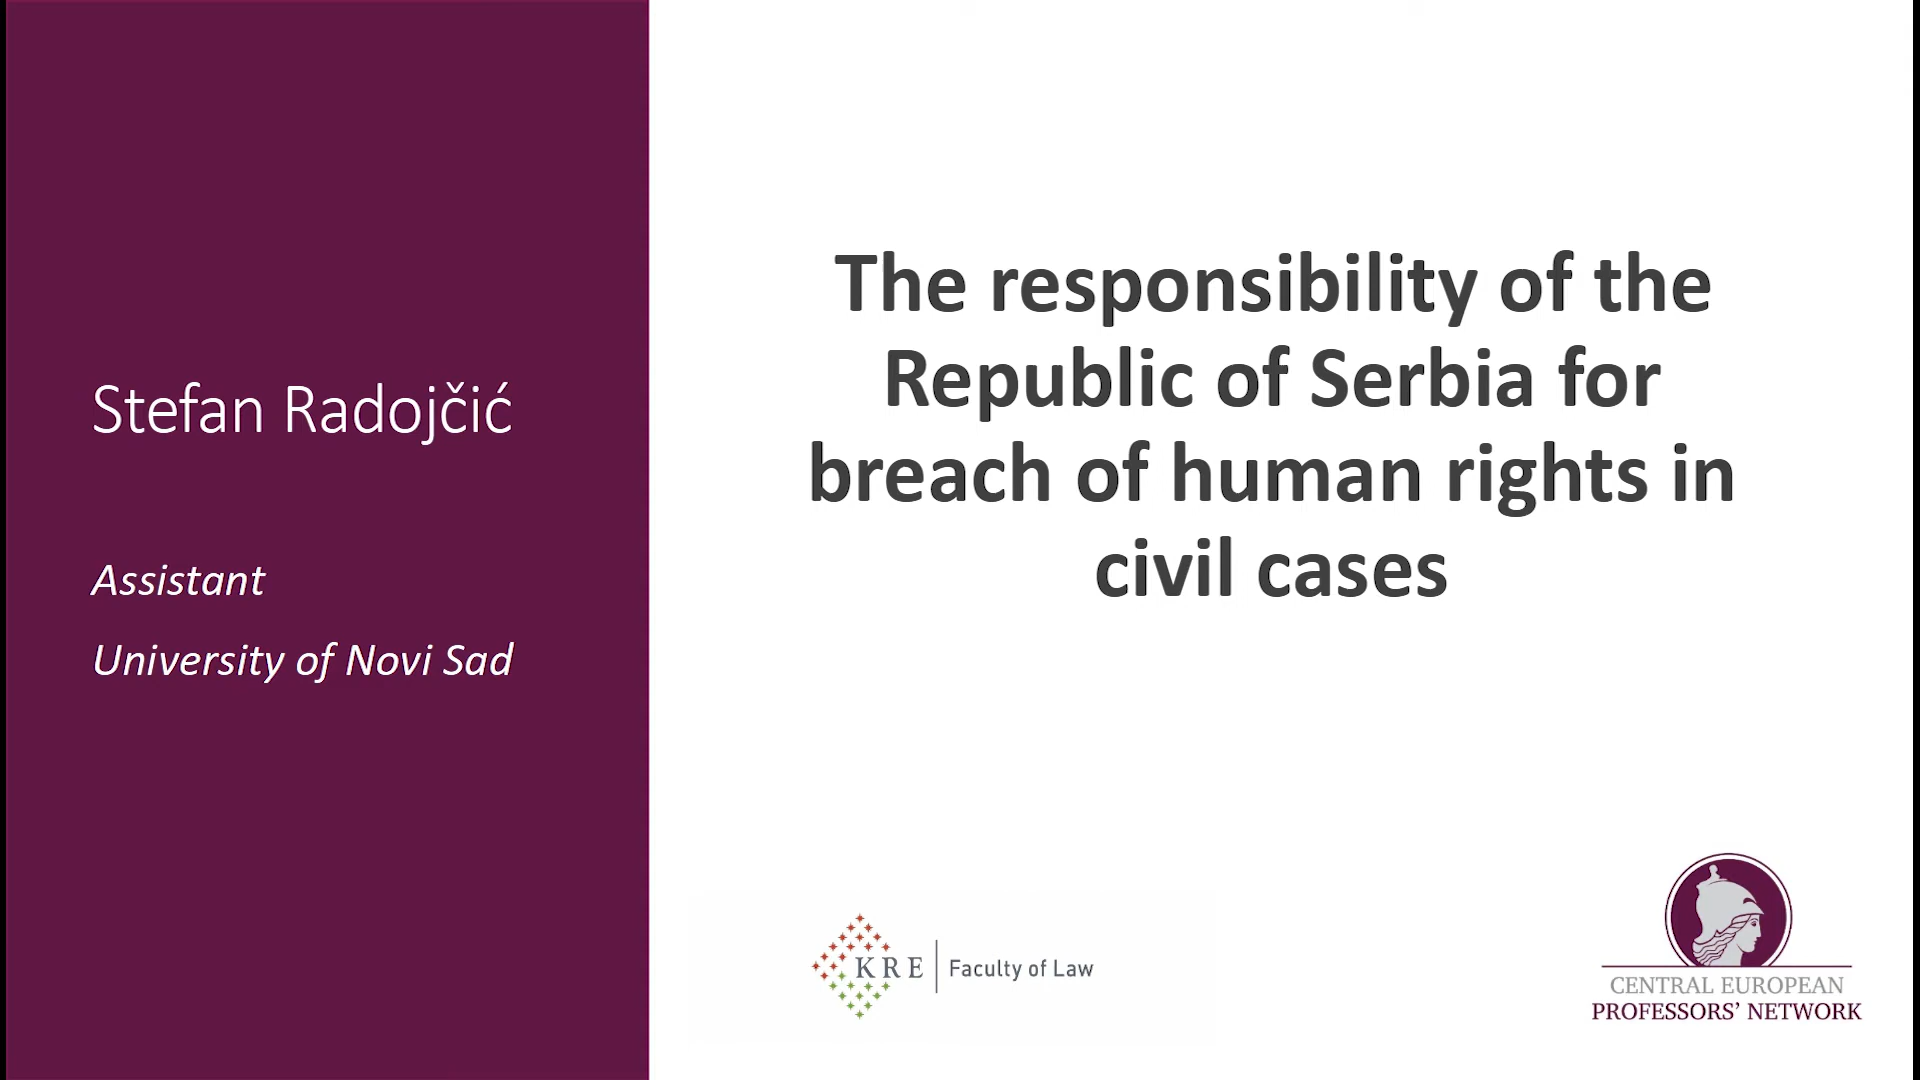 Stefan Radojčić
Assistant
University of Novi Sad
The responsibility of the
Republic of Serbia for
breach of human rights in
civil cases
KRE Faculty of Law
CENTRAL EUROPEAN
PROFESSORS' NETWORK